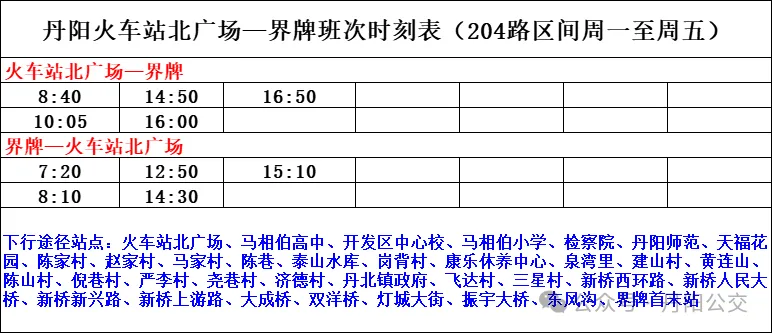 丹阳火车站北广场—界牌班次时刻表（204路区间周一至周五）
火车站北广场—界牌
8:40 14:50 16:50
10:05 16:00
界牌—火车站北广场
7:20 12:50 15:10
8:10 14:30
下行途径站点：火车站北广场、马相伯高中、开发区中心校、马相伯小学、检察院、丹阳师范、天福花
园、陈家村、赵家村、马家村、陈巷、泰山水库、岗背村、康乐休养中心、泉湾里、建山村、黄连山、
陈山村、倪巷村、严李村、尧巷村、济德村、丹北镇政府、飞达村、三星村、新桥西环路、新桥人民大
桥、新桥新兴路、新桥上游路、大成桥、双洋桥、灯城大街、振宇大桥、东风沟、界牌首末站
公众号 · 丹阳公交